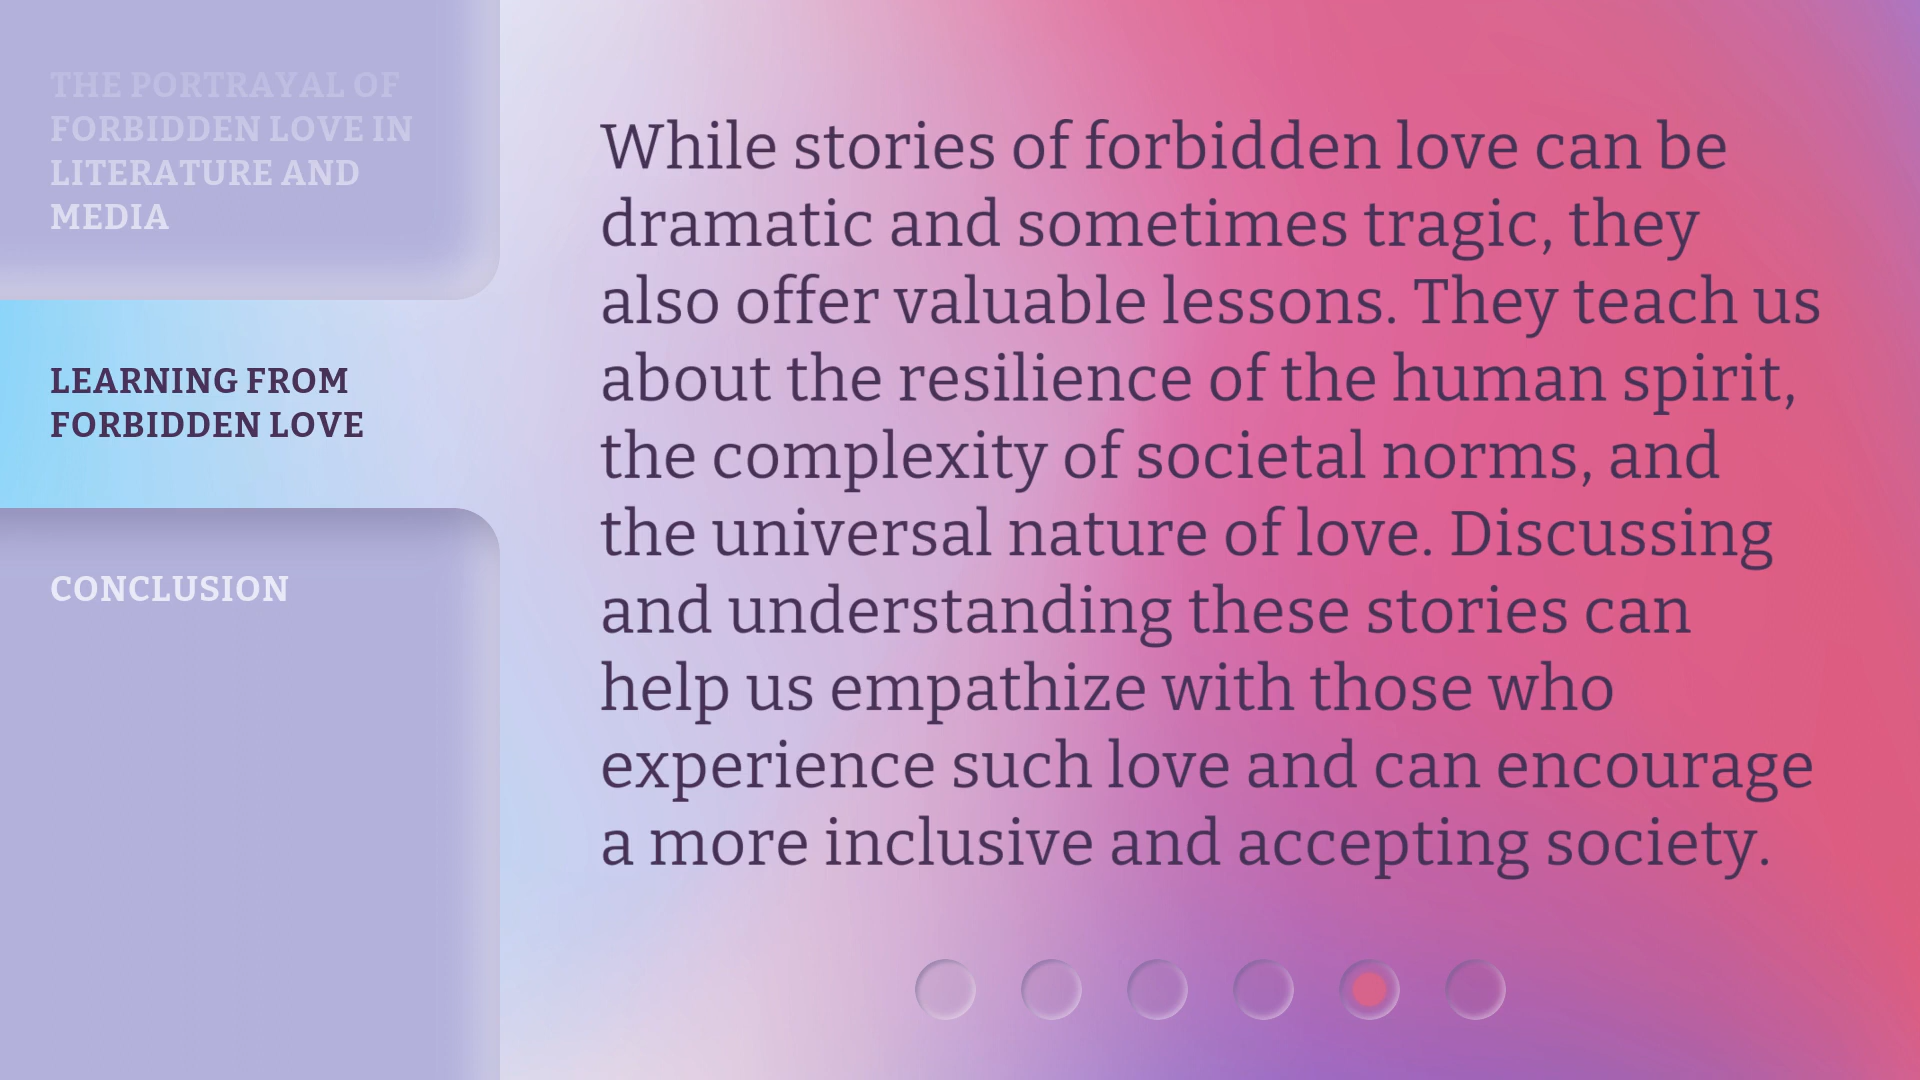 THE PORTRAYAL OF
FORBIDDEN LOVE IN
LITERATURE AND
MEDIA
LEARNING FROM
FORBIDDEN LOVE
CONCLUSION
While stories of forbidden love can be
dramatic and sometimes tragic, they
also offer valuable lessons. They teach us
about the resilience of the human spirit,
the complexity of societal norms, and
the universal nature of love. Discussing
and understanding these stories can
help us empathize with those who
experience such love and can encourage
a more inclusive and accepting society.